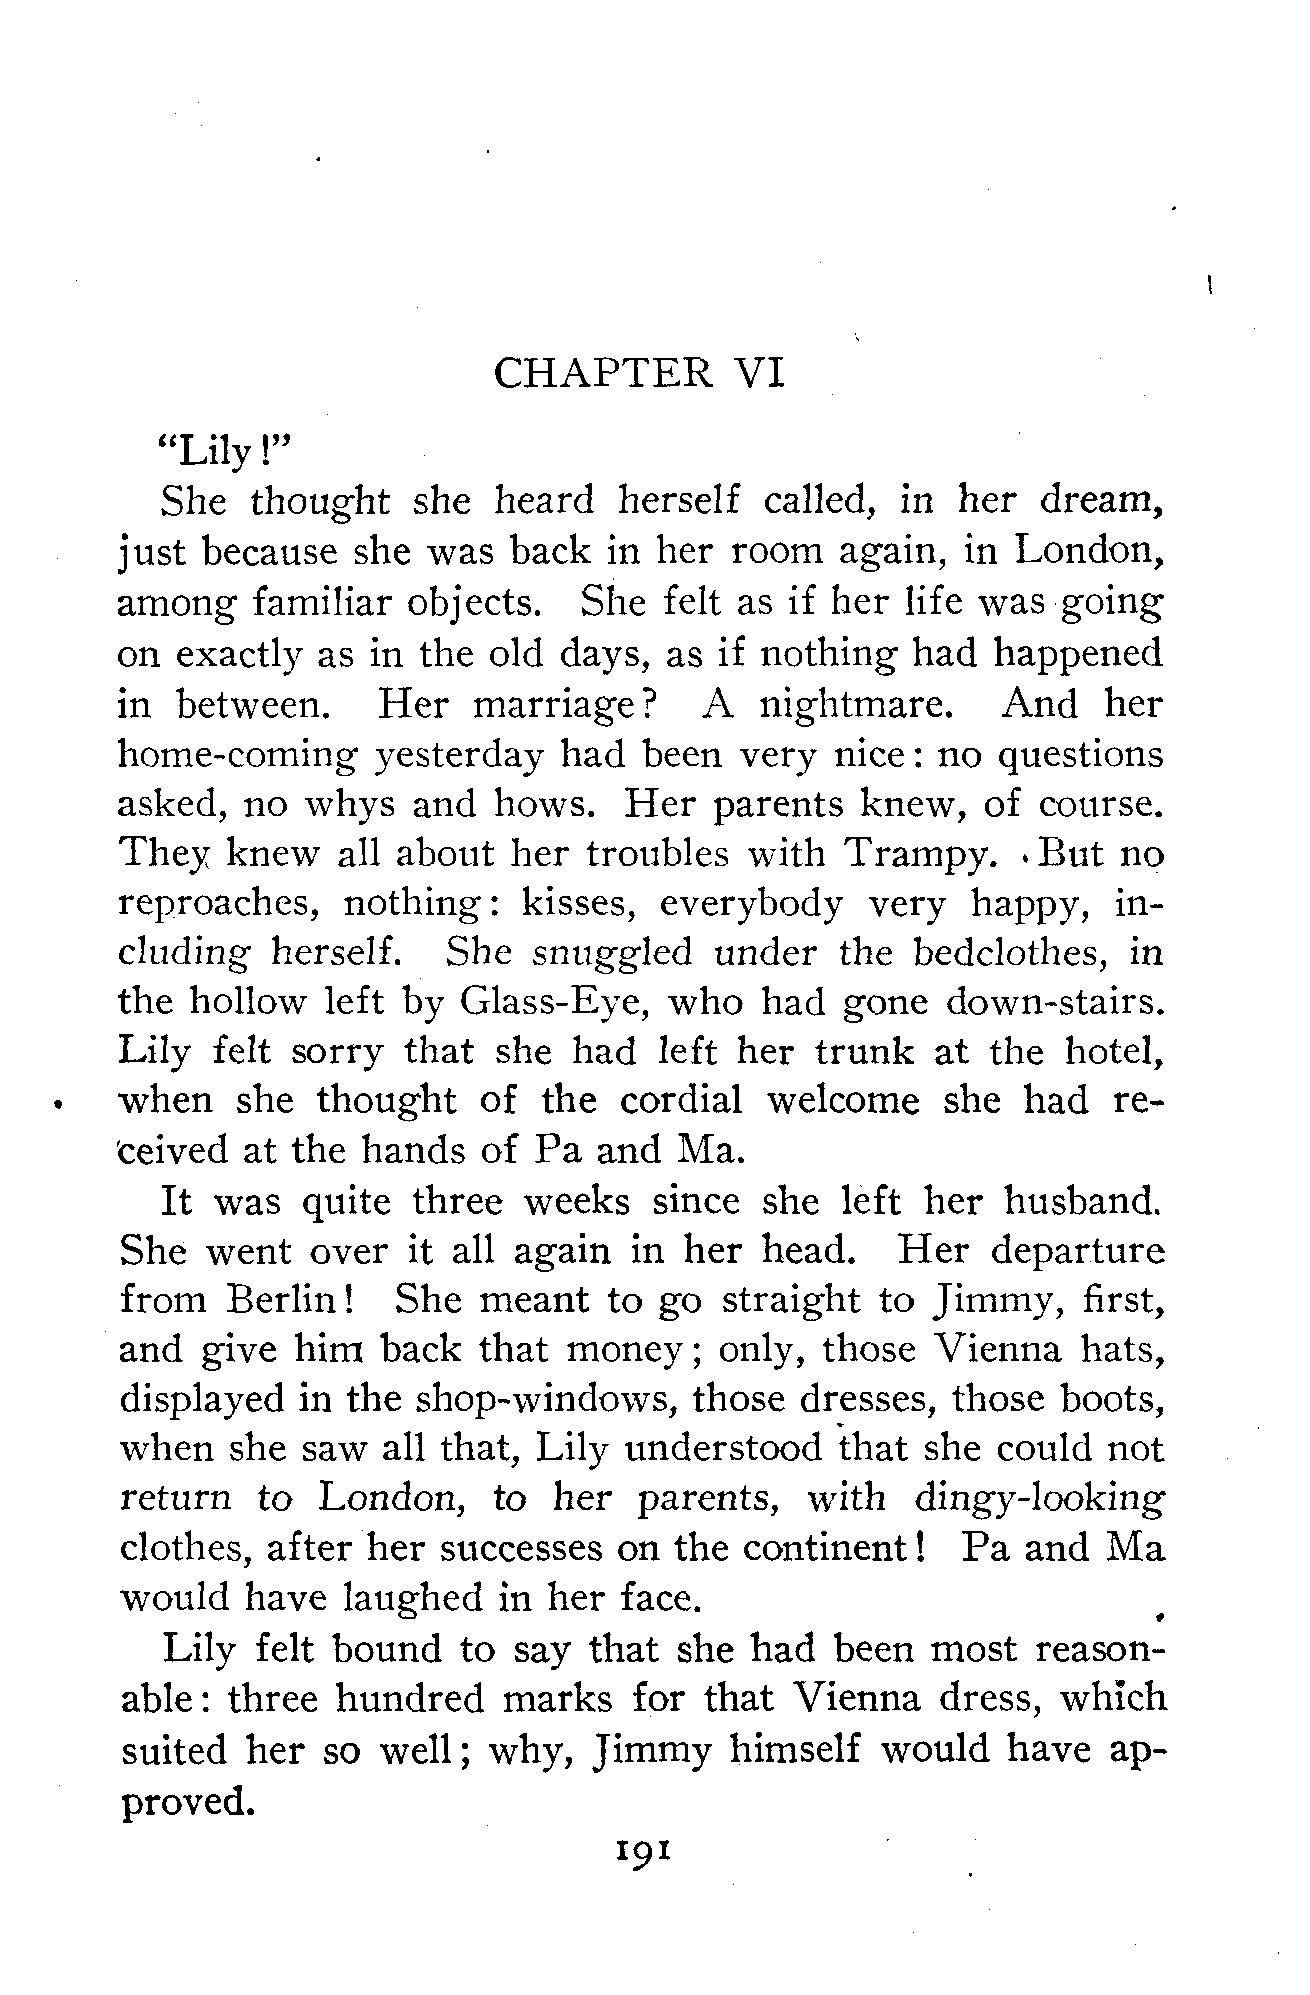 CHAPTER VI
“Lily!”
She thought she heard herself called, in her dream,
just because she was back in her room again, in London,
among familiar objects. She felt as if her life was going
on exactly as in the old days, as if nothing had happened
in between. Her marriage? A nightmare. And her
home-coming yesterday had been very nice: no questions
asked, no whys and hows. Her parents knew, of course.
They knew all about her troubles with Trampy. But no
reproaches, nothing: kisses, everybody very happy, in-
cluding herself. She snuggled under the bedclothes, in
the hollow left by Glass-Eye, who had gone down-stairs.
Lily felt sorry that she had left her trunk at the hotel,
when she thought of the cordial welcome she had re-
ceived at the hands of Pa and Ma.
It was quite three weeks since she left her husband.
She went over it all again in her head. Her departure
from Berlin! She meant to go straight to Jimmy, first,
and give him back that money; only, those Vienna hats,
displayed in the shop-windows, those dresses, those boots,
when she saw all that, Lily understood that she could not
return to London, to her parents, with dingy-looking
clothes, after her successes on the continent! Pa and Ma
would have laughed in her face.
Lily felt bound to say that she had been most reason-
able: three hundred marks for that Vienna dress, which
suited her so well; why, Jimmy himself would have ap-
proved.
191